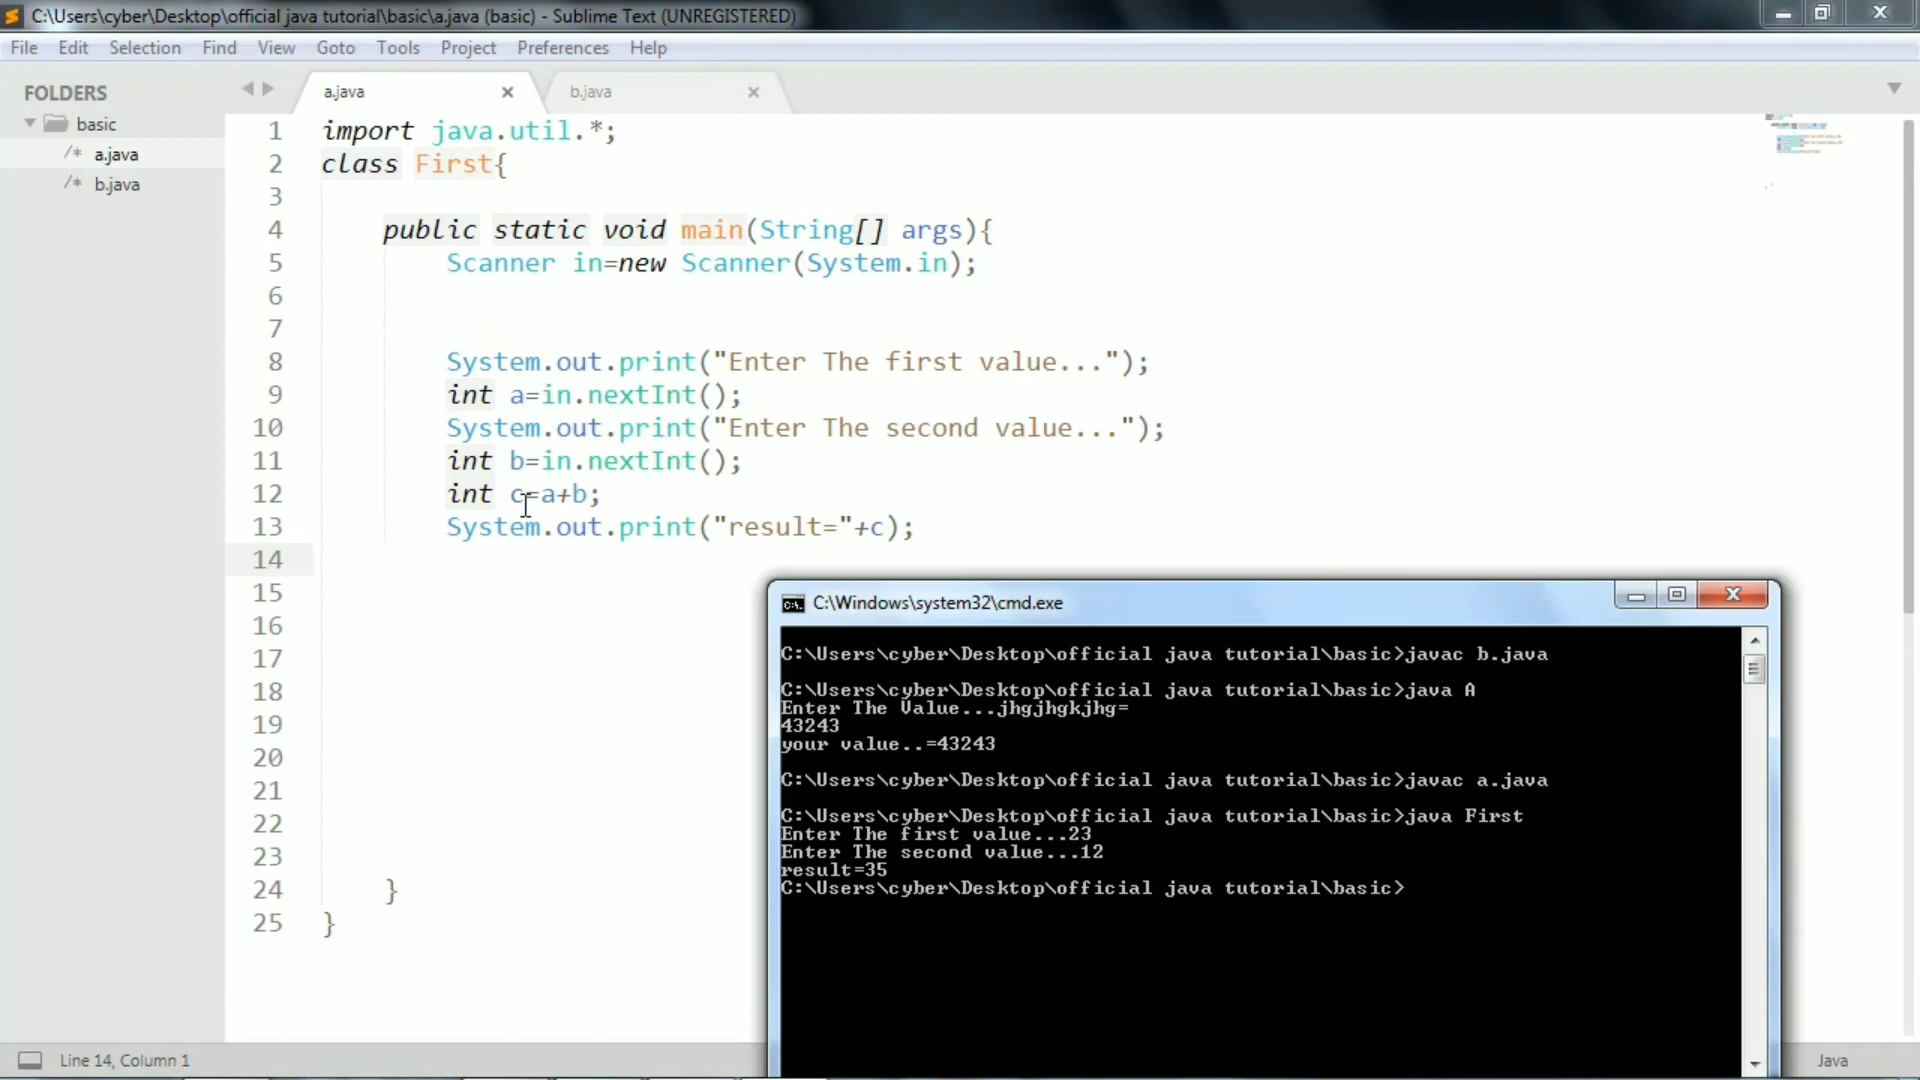 C:\Users\cyber\Desktop\official java tutorial\basic\a.java (basic) - Sublime Text (UNREGISTERED)
File Edit Selection Find View Goto Tools Project Preferences Help
FOLDERS
basic
/* a.java
/* b.java
a.java
b.java
1 import java.util.*;
2 class First{
3
4 public static void main(String[] args){
5 Scanner in=new Scanner(System.in);
6
7
8 System.out.print("Enter The first value...");
9 int a=in.nextInt();
10 System.out.print("Enter The second value...");
11 int b=in.nextInt();
12 int c=a+b;
13 System.out.print("result="+c);
14
15
16
17
18
19
20
21
22
23
24 }
25 }
C:\Windows\system32\cmd.exe
C:\Users\cyber\Desktop\official java tutorial\basic>javac b.java
C:\Users\cyber\Desktop\official java tutorial\basic>java A
Enter The Value...jhgjhgkjhg=
43243
your value..=43243
C:\Users\cyber\Desktop\official java tutorial\basic>javac a.java
C:\Users\cyber\Desktop\official java tutorial\basic>java First
Enter The first value...23
Enter The second value...12
result=35
C:\Users\cyber\Desktop\official java tutorial\basic>
Line 14, Column 1
Java